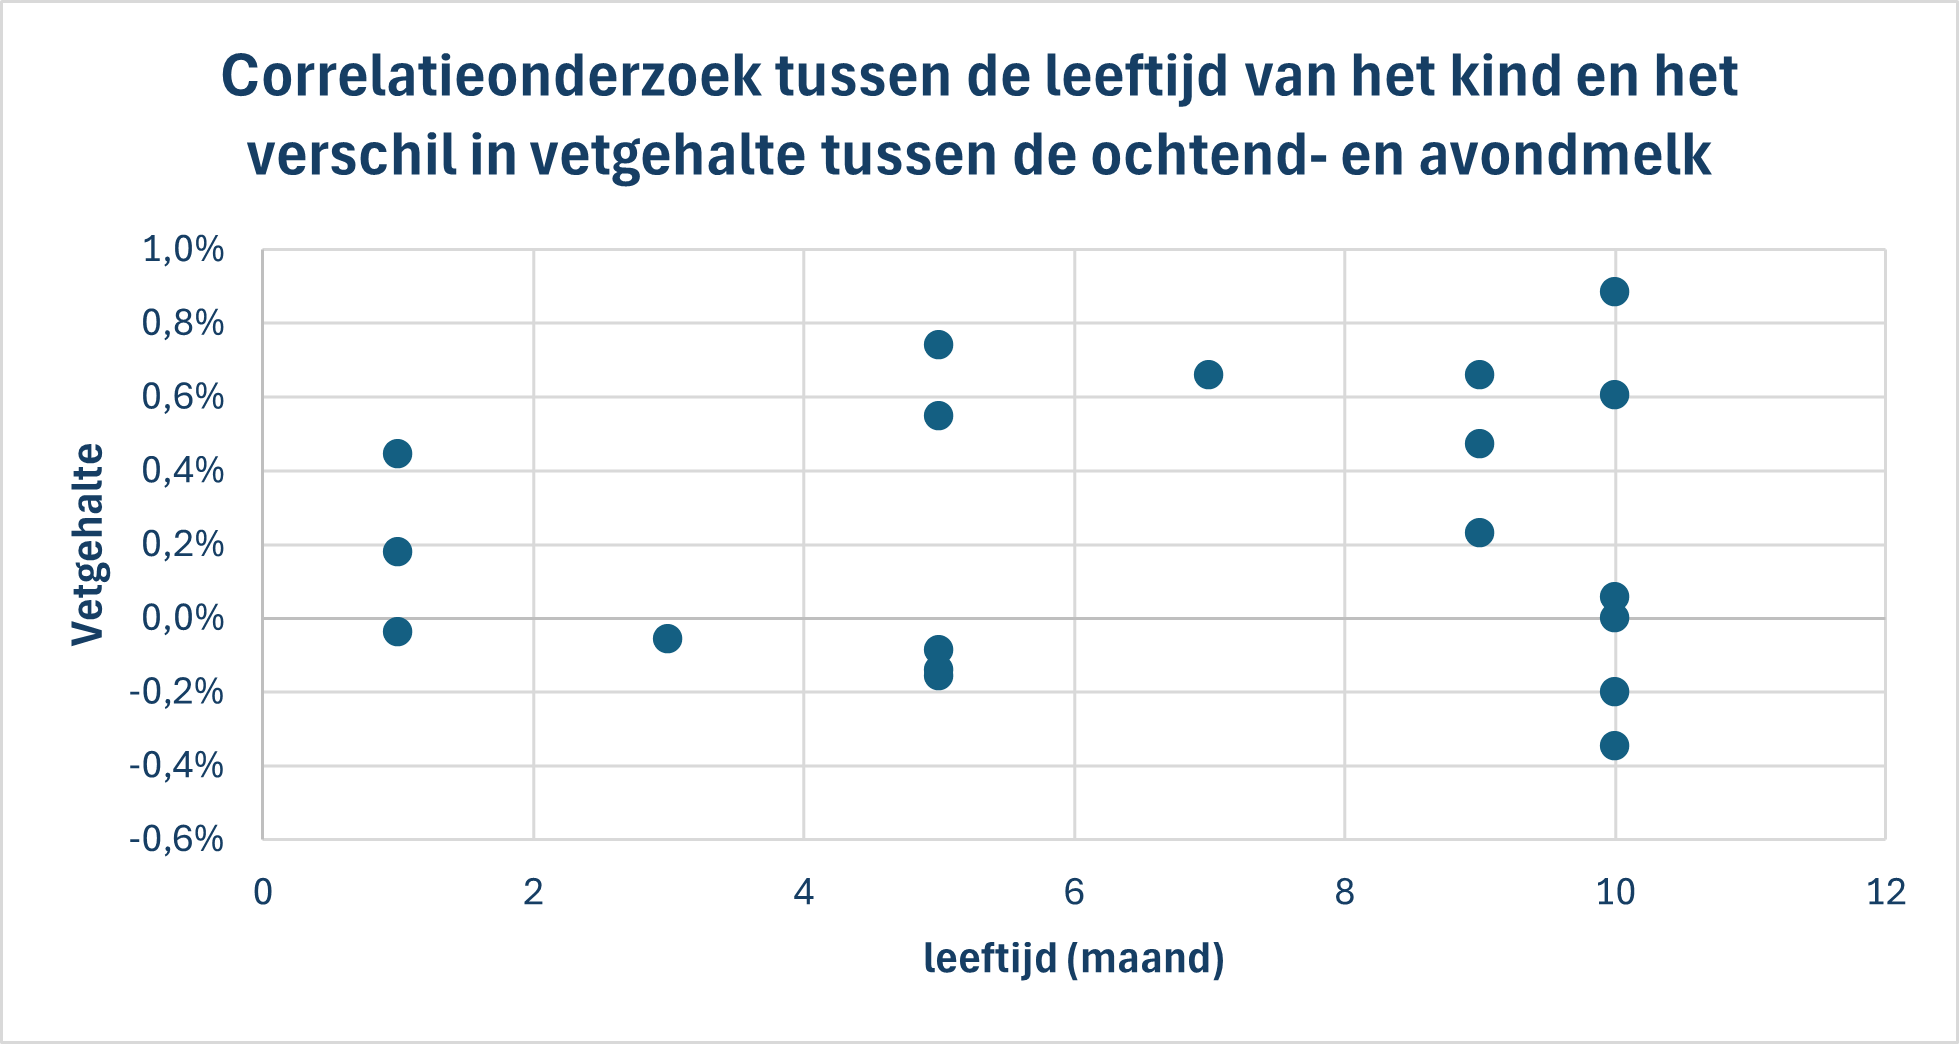 Correlatieonderzoek tussen de leeftijd van het kind en het
verschil in vetgehalte tussen de ochtend- en avondmelk
1,0%
0,8%
0,6%
0,4%
0,2%
0,0%
-0,2%
-0,4%
-0,6%
Vetgehalte
0 2 4 6 8 10 12
leeftijd (maand)